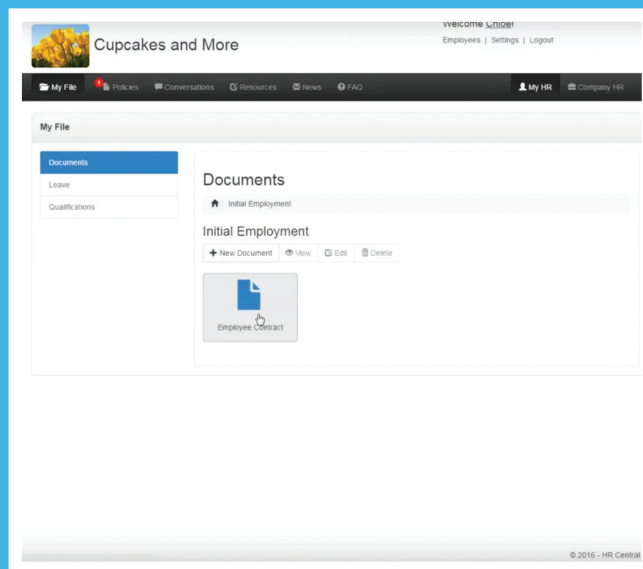 Welcome Chloe!
Cupcakes and More
Employees | Settings | Logout
My File 1 Policies Conversations Resources News FAQ My HR Company HR
My File
Documents
Leave
Qualifications
Documents
Initial Employment
Initial Employment
New Document View Edit Delete
Employee Contract
© 2016 - HR Central